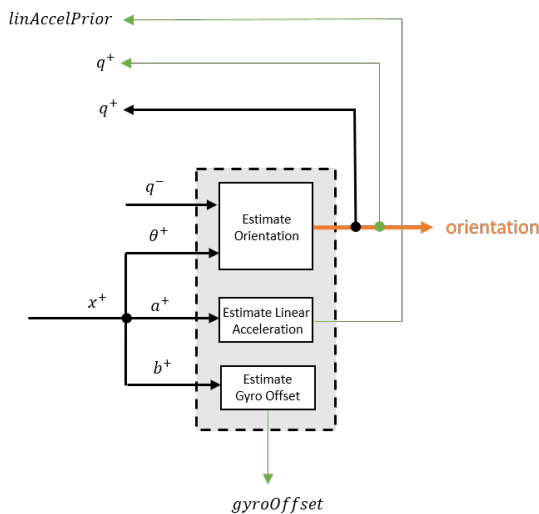 linAccelPrior
q⁺
q⁺
q⁻
Estimate
Orientation
orientation
θ⁺
x⁺
a⁺
Estimate Linear
Acceleration
b⁺
Estimate
Gyro Offset
gyroOffset